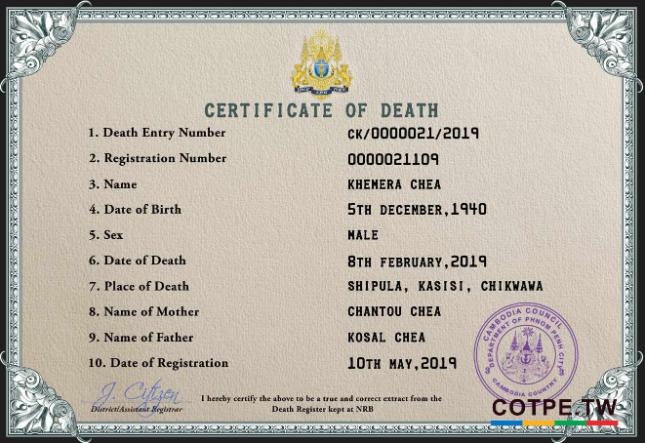 CERTIFICATE OF DEATH
1. Death Entry Number CK/0000021/2019
2. Registration Number 0000021109
3. Name KHEMERA CHEA
4. Date of Birth 5TH DECEMBER,1940
5. Sex MALE
6. Date of Death 8TH FEBRUARY,2019
7. Place of Death SHIPULA, KASISI, CHIKWAWA
8. Name of Mother CHANTOU CHEA
9. Name of Father KOSAL CHEA
10. Date of Registration 10TH MAY,2019
CAMBODIA COUNCIL
DEPARTMENT OF PHNOM PENH CITY
CAMBODIA COUNTRY
J. Citizen
District/Assistant Registrar
I hereby certify the above to be a true and correct extract from the
Death Register kept at NRB
COTPE.TW